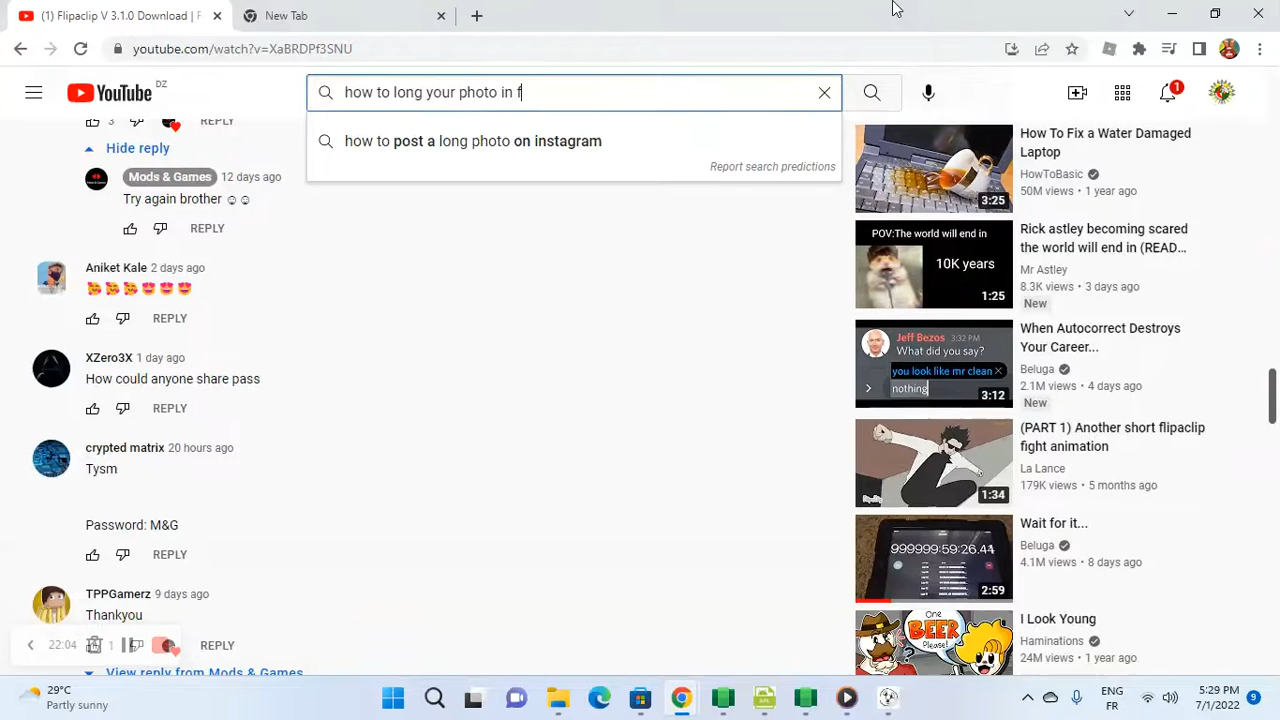 (1) Flipaclip V 3.1.0 Download | F
New Tab
youtube.com/watch?v=XaBRDPf3SNU
YouTube DZ
how to long your photo in f
1
how to post a long photo on instagram
Report search predictions
3 REPLY
Hide reply
Mods & Games 12 days ago
Try again brother ☺☺
REPLY
Aniket Kale 2 days ago
🥰🥰🥰🤩🤩🤩
REPLY
XZero3X 1 day ago
How could anyone share pass
REPLY
crypted matrix 20 hours ago
Tysm
Password: M&G
REPLY
TPPGamerz 9 days ago
Thankyou
22:04 1 REPLY
View reply from Mods & Games
3:25
How To Fix a Water Damaged
Laptop
HowToBasic
50M views • 1 year ago
POV:The world will end in
10K years
1:25
Rick astley becoming scared
the world will end in (READ...
Mr Astley
8.3K views • 3 days ago
New
Jeff Bezos 3:32 PM
What did you say?
you look like mr clean
nothing
3:12
When Autocorrect Destroys
Your Career...
Beluga
2.1M views • 4 days ago
New
1:34
(PART 1) Another short flipaclip
fight animation
La Lance
179K views • 5 months ago
999999:59:26.44
2:59
Wait for it...
Beluga
4.1M views • 8 days ago
One
BEER
Please!
I Look Young
Haminations
24M views • 1 year ago
29°C
Partly sunny
ENG
FR
5:29 PM
7/1/2022
9